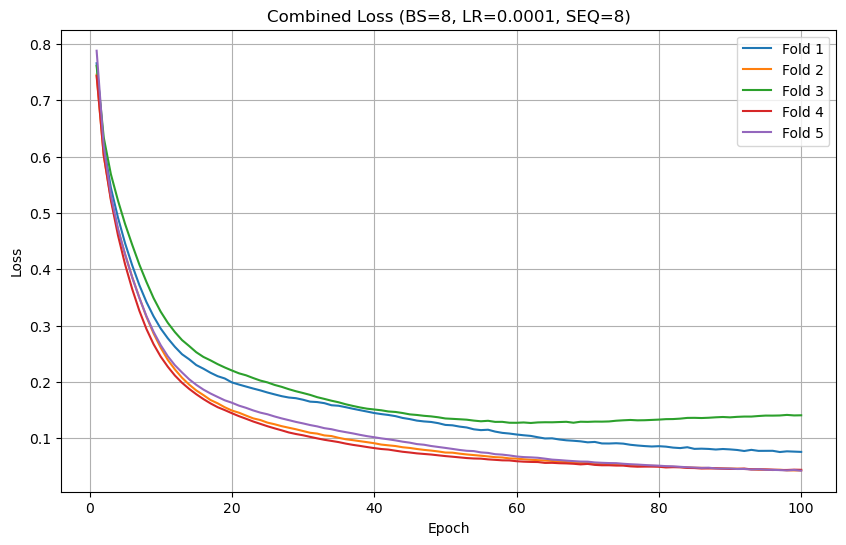 Combined Loss (BS=8, LR=0.0001, SEQ=8)
Fold 1
Fold 2
Fold 3
Fold 4
Fold 5
Loss
0.8
0.7
0.6
0.5
0.4
0.3
0.2
0.1
0 20 40 60 80 100
Epoch